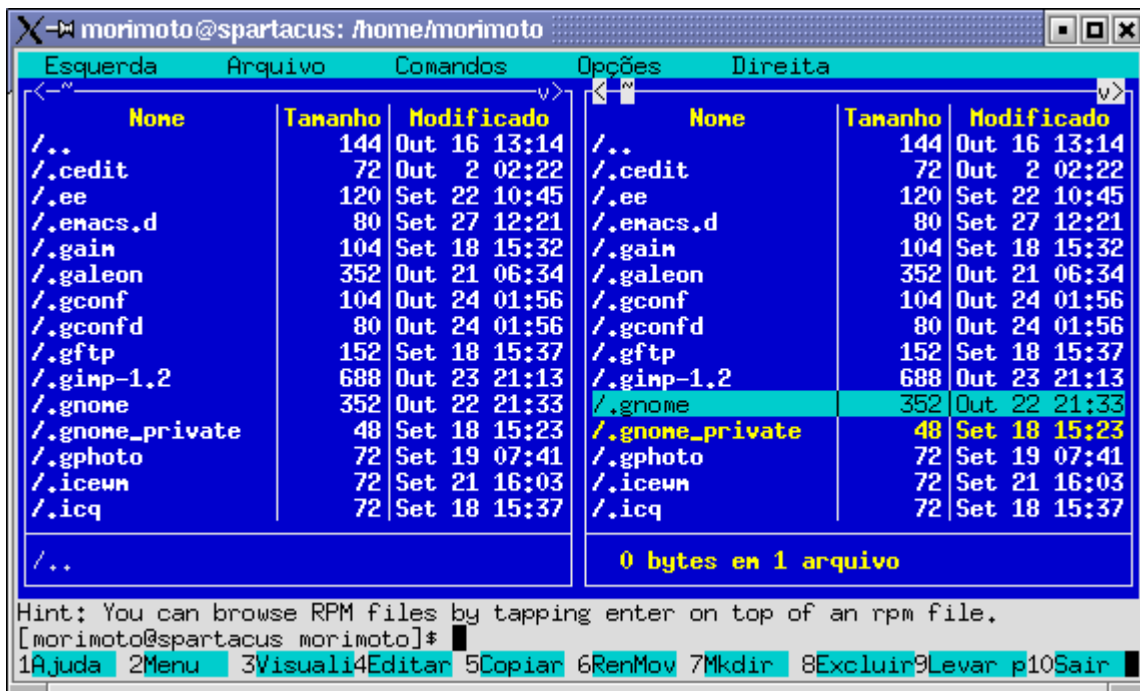 morimoto@spartacus: /home/morimoto
Esquerda Arquivo Comandos Opções Direita
<-~ v> <-~ v>
Nome Tamanho Modificado Nome Tamanho Modificado
/.. 144 Out 16 13:14 /.. 144 Out 16 13:14
/.cedit 72 Out 2 02:22 /.cedit 72 Out 2 02:22
/.ee 120 Set 22 10:45 /.ee 120 Set 22 10:45
/.emacs.d 80 Set 27 12:21 /.emacs.d 80 Set 27 12:21
/.gaim 104 Set 18 15:32 /.gaim 104 Set 18 15:32
/.galeon 352 Out 21 06:34 /.galeon 352 Out 21 06:34
/.gconf 104 Out 24 01:56 /.gconf 104 Out 24 01:56
/.gconfd 80 Out 24 01:56 /.gconfd 80 Out 24 01:56
/.gftp 152 Set 18 15:37 /.gftp 152 Set 18 15:37
/.gimp-1.2 688 Out 23 21:13 /.gimp-1.2 688 Out 23 21:13
/.gnome 352 Out 22 21:33 /.gnome 352 Out 22 21:33
/.gnome_private 48 Set 18 15:23 /.gnome_private 48 Set 18 15:23
/.gphoto 72 Set 19 07:41 /.gphoto 72 Set 19 07:41
/.icewm 72 Set 21 16:03 /.icewm 72 Set 21 16:03
/.icq 72 Set 18 15:37 /.icq 72 Set 18 15:37
/.. 0 bytes em 1 arquivo
Hint: You can browse RPM files by tapping enter on top of an rpm file.
[morimoto@spartacus morimoto]$
1Ajuda 2Menu 3Visuali4Editar 5Copiar 6RenMov 7Mkdir 8Excluir9Levar p10Sair